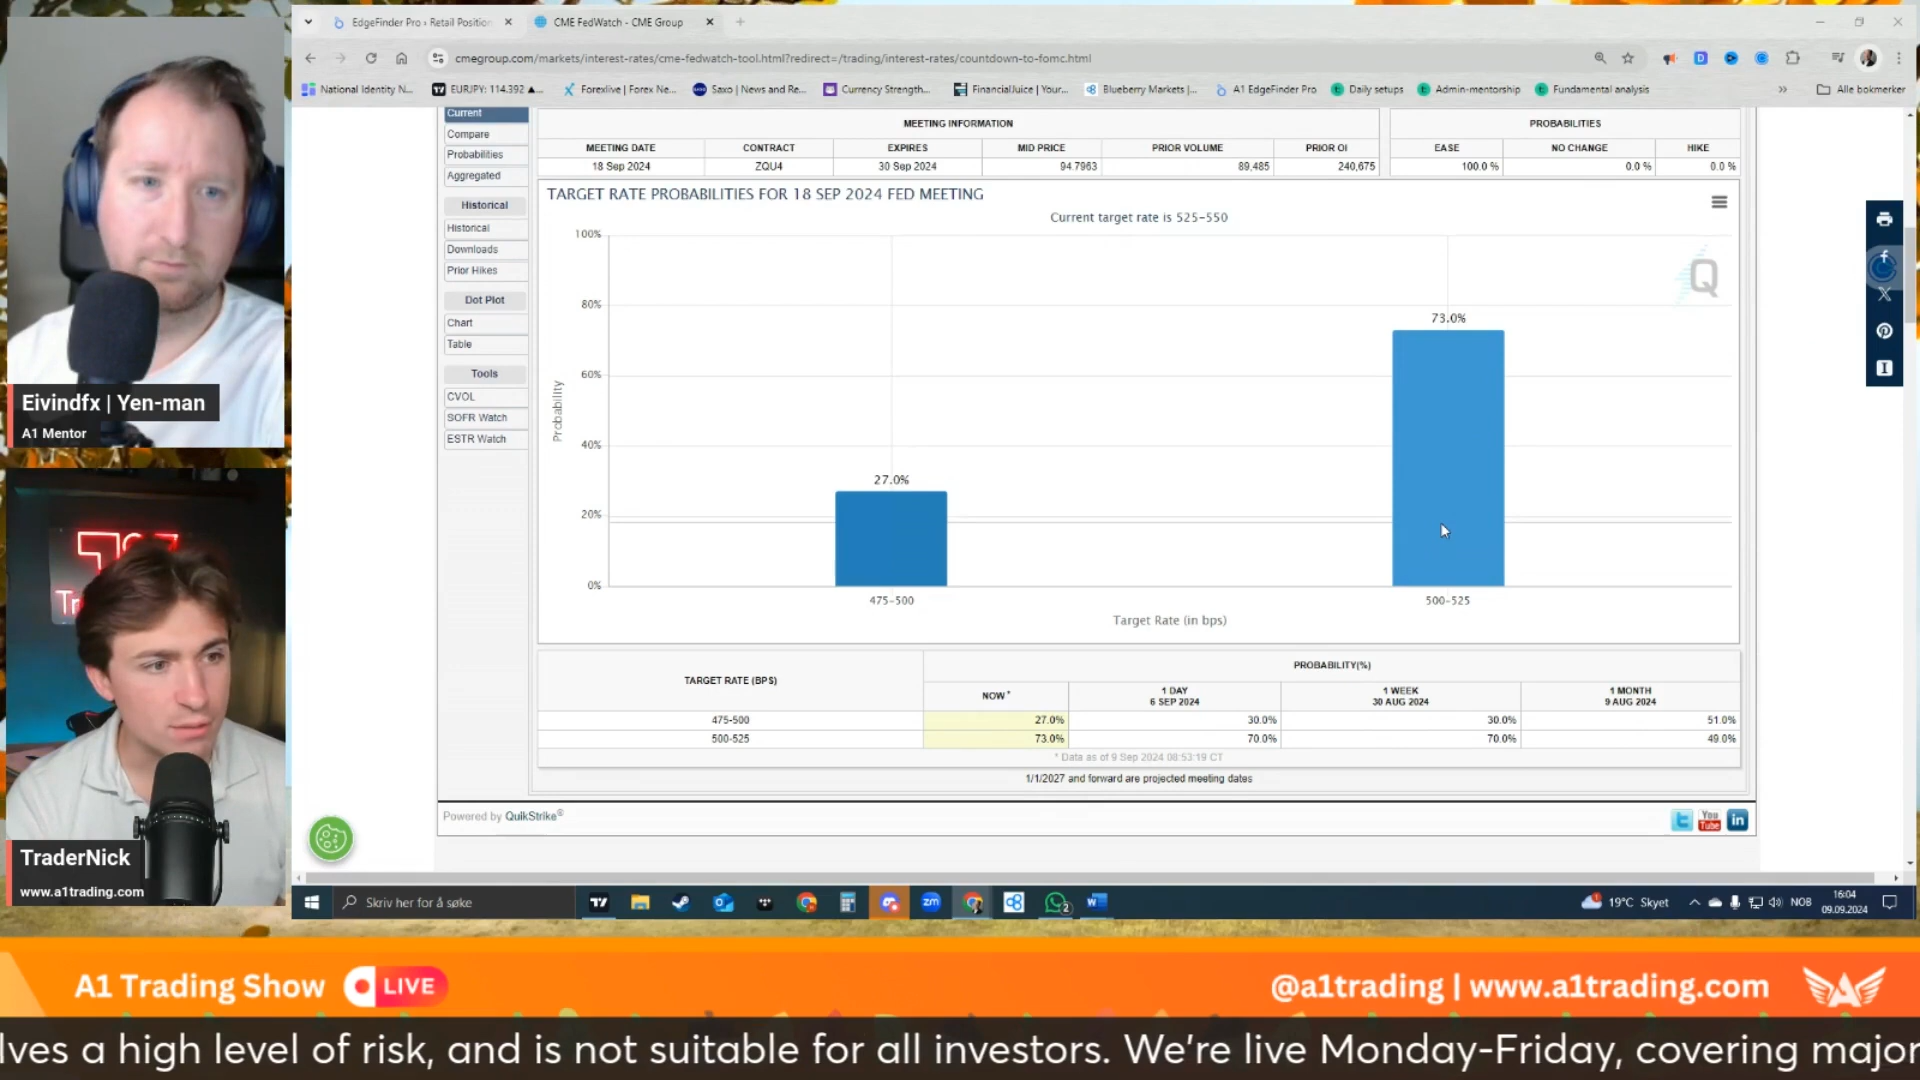 EdgeFinder Pro › Retail Position
CME FedWatch - CME Group
cmegroup.com/markets/interest-rates/cme-fedwatch-tool.html?redirect=/trading/interest-rates/countdown-to-fomc.html
National Identity N...
EURJPY: 114.392 ▲...
Forexlive | Forex Ne...
Saxo | News and Re...
Currency Strength...
FinancialJuice | Your...
Blueberry Markets |...
A1 EdgeFinder Pro
Daily setups
Admin-mentorship
Fundamental analysis
Alle bokmerker
Current
Compare
Probabilities
Aggregated
Historical
Historical
Downloads
Prior Hikes
Dot Plot
Chart
Table
Tools
CVOL
SOFR Watch
ESTR Watch
MEETING INFORMATION
MEETING DATE CONTRACT EXPIRES MID PRICE PRIOR VOLUME PRIOR OI
18 Sep 2024 ZQU4 30 Sep 2024 94.7963 89,485 240,675
PROBABILITIES
EASE NO CHANGE HIKE
100.0 % 0.0 % 0.0 %
TARGET RATE PROBABILITIES FOR 18 SEP 2024 FED MEETING
Current target rate is 525-550
Probability
100%
80%
60%
40%
20%
0%
27.0%
73.0%
475-500
500-525
Target Rate (in bps)
Q
TARGET RATE (BPS)
PROBABILITY(%)
NOW *
1 DAY
6 SEP 2024
1 WEEK
30 AUG 2024
1 MONTH
9 AUG 2024
475-500 27.0% 30.0% 30.0% 51.0%
500-525 73.0% 70.0% 70.0% 49.0%
* Data as of 9 Sep 2024 08:53:19 CT
1/1/2027 and forward are projected meeting dates
Powered by QuikStrike®
You
Tube
in
Eivindfx | Yen-man
A1 Mentor
TraderNick
www.a1trading.com
Skriv her for å søke
zm
2
19°C Skyet
NOB
16:04
09.09.2024
A1 Trading Show
LIVE
@a1trading | www.a1trading.com
lves a high level of risk, and is not suitable for all investors. We're live Monday-Friday, covering major